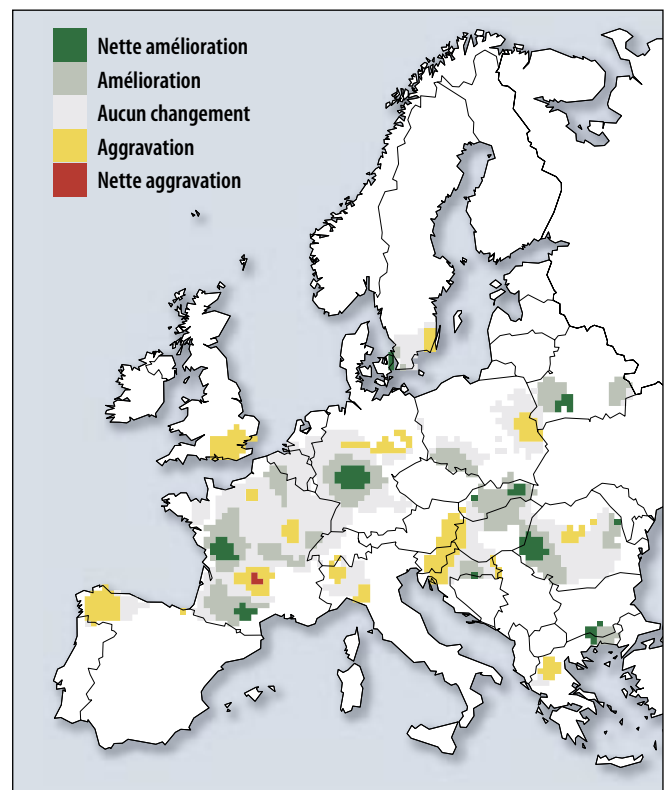 Nette amélioration
Amélioration
Aucun changement
Aggravation
Nette aggravation